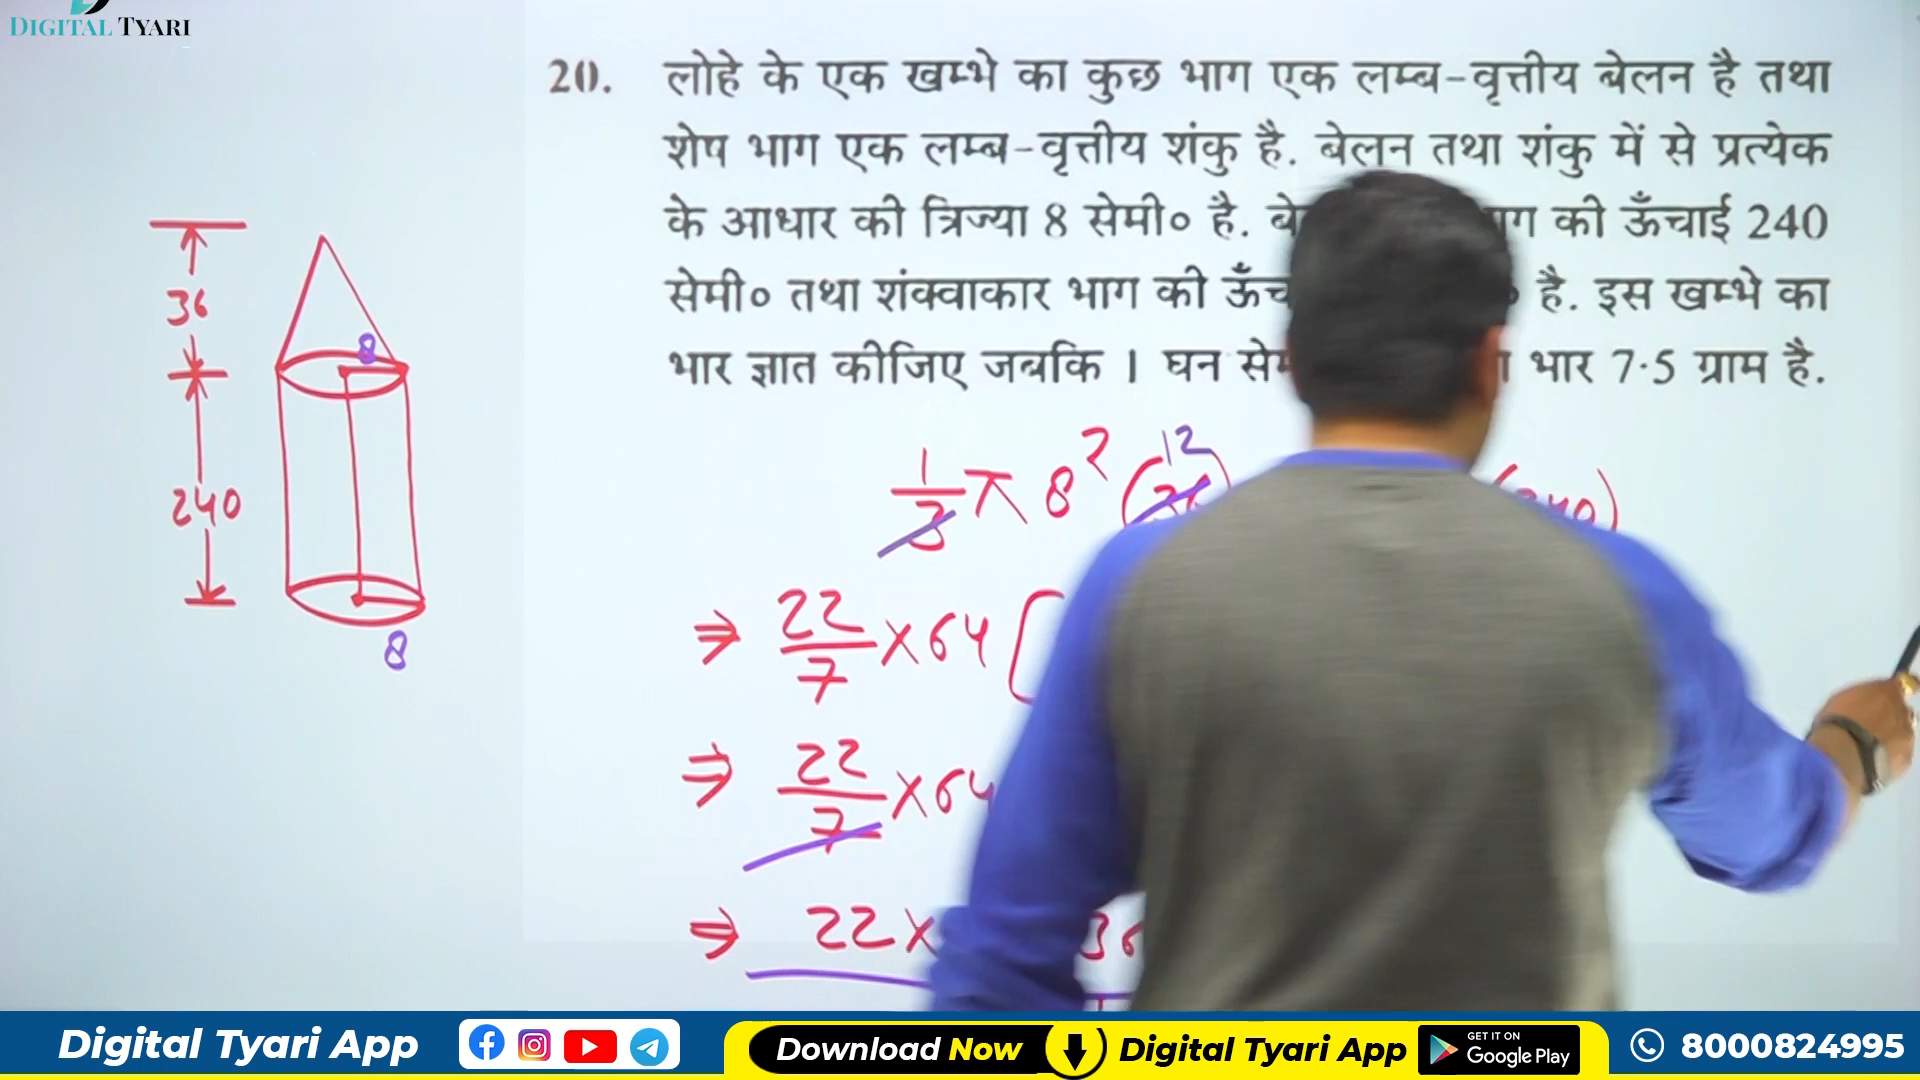 DIGITAL TYARI
20. लोहे के एक खम्भे का कुछ भाग एक लम्ब-वृत्तीय बेलन है तथा
शेष भाग एक लम्ब-वृत्तीय शंकु है. बेलन तथा शंकु में से प्रत्येक
के आधार की त्रिज्या 8 सेमी० है. की ऊँचाई 240
सेमी० तथा शंक्वाकार भाग की है. इस खम्भे का
भार ज्ञात कीजिए जबकि 1 घन भार 7·5 ग्राम है.
36
8
240
8
1/3 π 8² (36) 12 (240)
⇒ 22/7 × 64 [
⇒ 22/7 × 64
⇒ 22 × 36
Digital Tyari App
Download Now
Digital Tyari App
GET IT ON
Google Play
8000824995